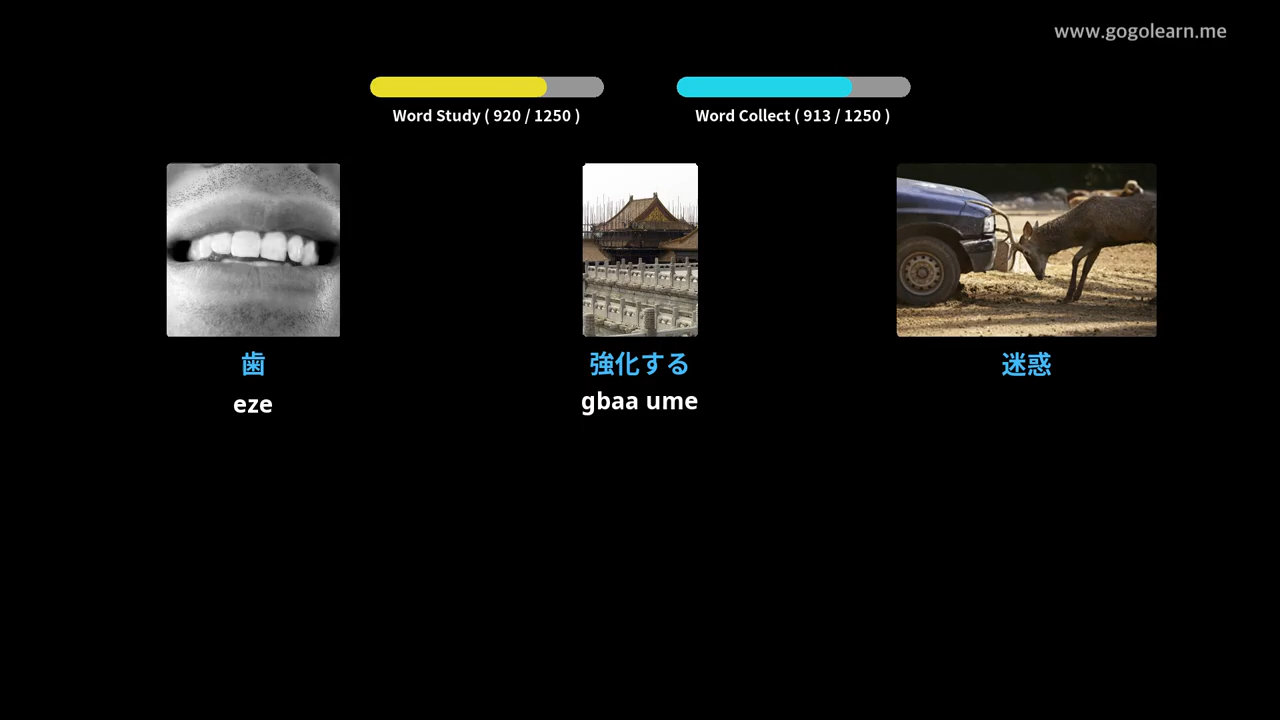 www.gogolearn.me
Word Study ( 920 / 1250 )
Word Collect ( 913 / 1250 )
歯
強化する
迷惑
eze
gbaa ume